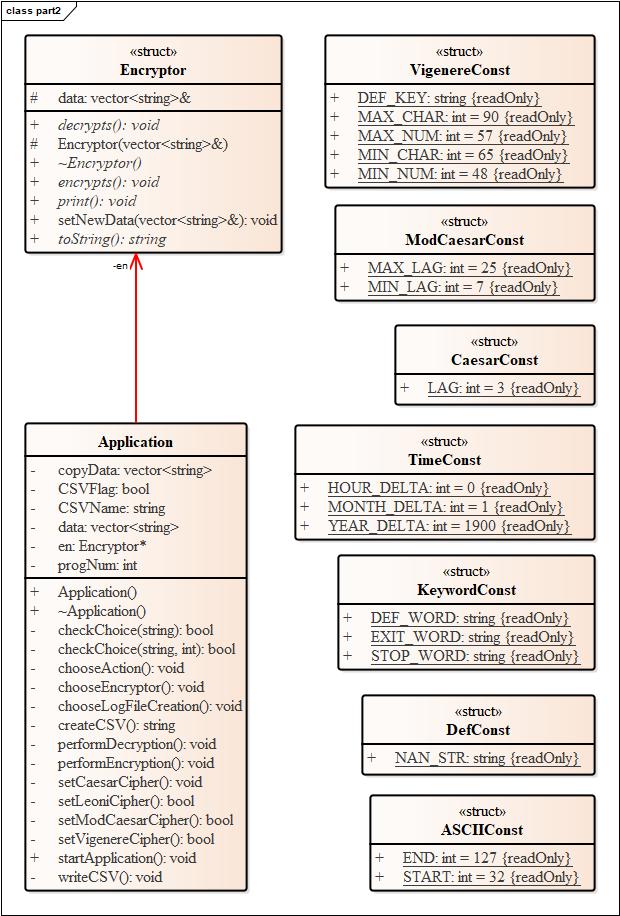 class part2
«struct»
Encryptor
# data: vector<string>&
+ decrypts(): void
# Encryptor(vector<string>&)
+ ~Encryptor()
+ encrypts(): void
+ print(): void
+ setNewData(vector<string>&): void
+ toString(): string
-en
Application
- copyData: vector<string>
- CSVFlag: bool
- CSVName: string
- data: vector<string>
- en: Encryptor*
- progNum: int
+ Application()
+ ~Application()
- checkChoice(string): bool
- checkChoice(string, int): bool
- chooseAction(): void
- chooseEncryptor(): void
- chooseLogFileCreation(): void
- createCSV(): string
- performDecryption(): void
- performEncryption(): void
- setCaesarCipher(): void
- setLeoniCipher(): bool
- setModCaesarCipher(): bool
- setVigenereCipher(): bool
+ startApplication(): void
- writeCSV(): void
«struct»
VigenereConst
+ DEF_KEY: string {readOnly}
+ MAX_CHAR: int = 90 {readOnly}
+ MAX_NUM: int = 57 {readOnly}
+ MIN_CHAR: int = 65 {readOnly}
+ MIN_NUM: int = 48 {readOnly}
«struct»
ModCaesarConst
+ MAX_LAG: int = 25 {readOnly}
+ MIN_LAG: int = 7 {readOnly}
«struct»
CaesarConst
+ LAG: int = 3 {readOnly}
«struct»
TimeConst
+ HOUR_DELTA: int = 0 {readOnly}
+ MONTH_DELTA: int = 1 {readOnly}
+ YEAR_DELTA: int = 1900 {readOnly}
«struct»
KeywordConst
+ DEF_WORD: string {readOnly}
+ EXIT_WORD: string {readOnly}
+ STOP_WORD: string {readOnly}
«struct»
DefConst
+ NAN_STR: string {readOnly}
«struct»
ASCIIConst
+ END: int = 127 {readOnly}
+ START: int = 32 {readOnly}